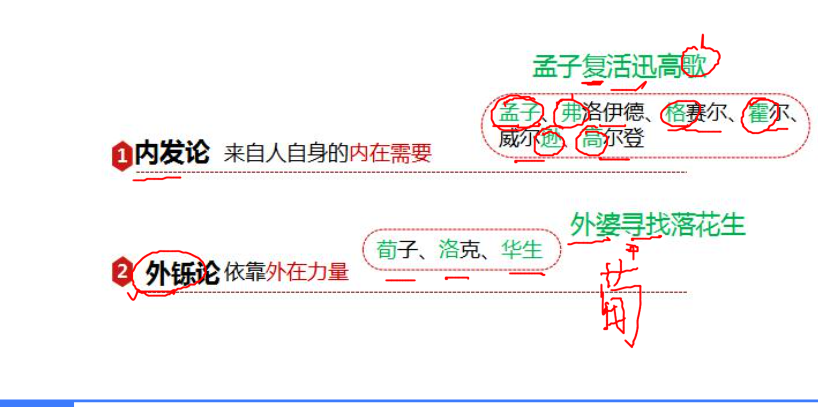 孟子复活迅高歌
孟子、弗洛伊德、格赛尔、霍尔、
威尔逊、高尔登
1 内发论 来自人自身的内在需要
外婆寻找落花生
荀子、洛克、华生
2 外铄论 依靠外在力量
荀